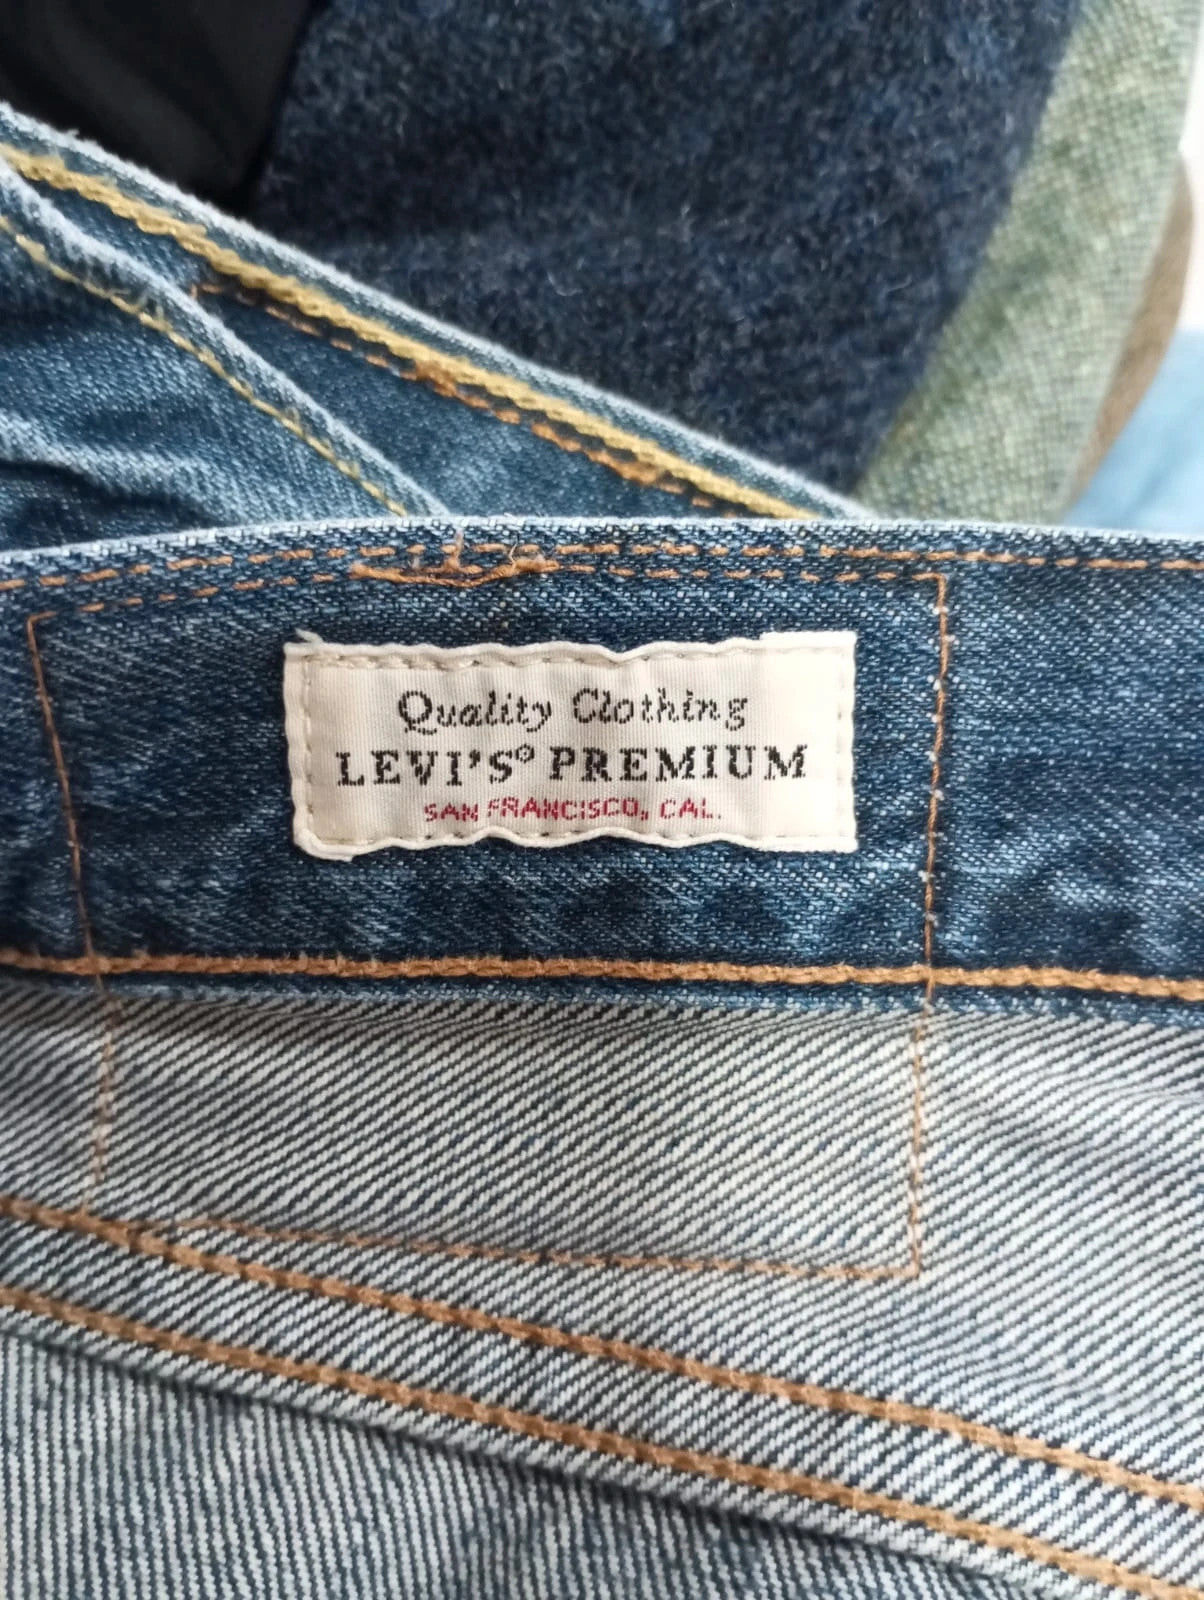 Quality Clothing
LEVI'S® PREMIUM
SAN FRANCISCO, CAL.